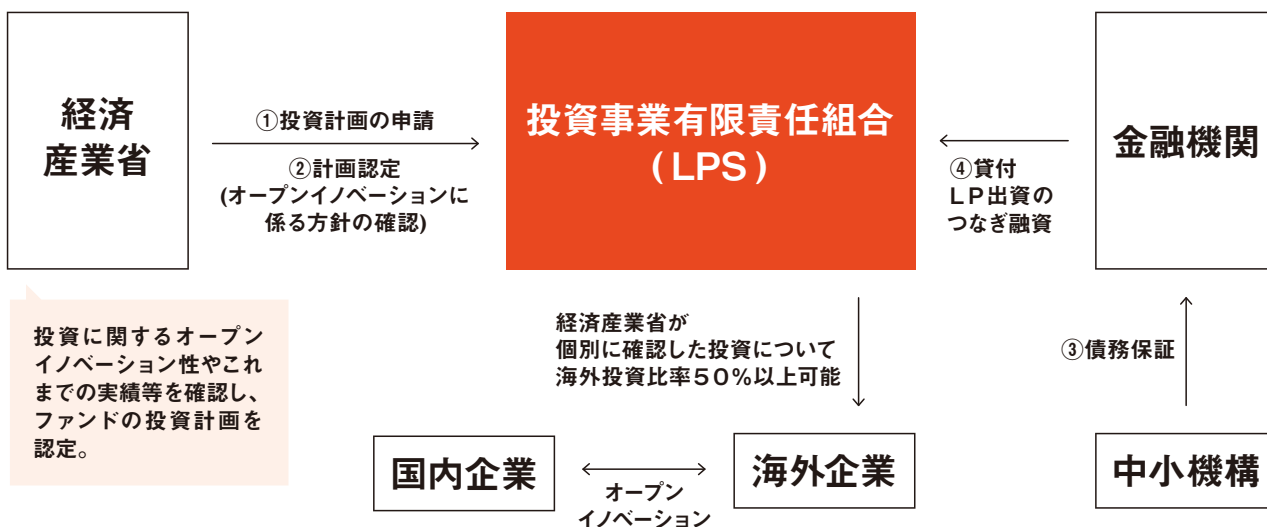 経済
産業省
①投資計画の申請
②計画認定
(オープンイノベーションに
係る方針の確認)
投資事業有限責任組合
(LPS)
④貸付
LP出資の
つなぎ融資
金融機関
投資に関するオープン
イノベーション性やこれ
までの実績等を確認し、
ファンドの投資計画を
認定。
経済産業省が
個別に確認した投資について
海外投資比率50%以上可能
③債務保証
国内企業
オープン
イノベーション
海外企業
中小機構